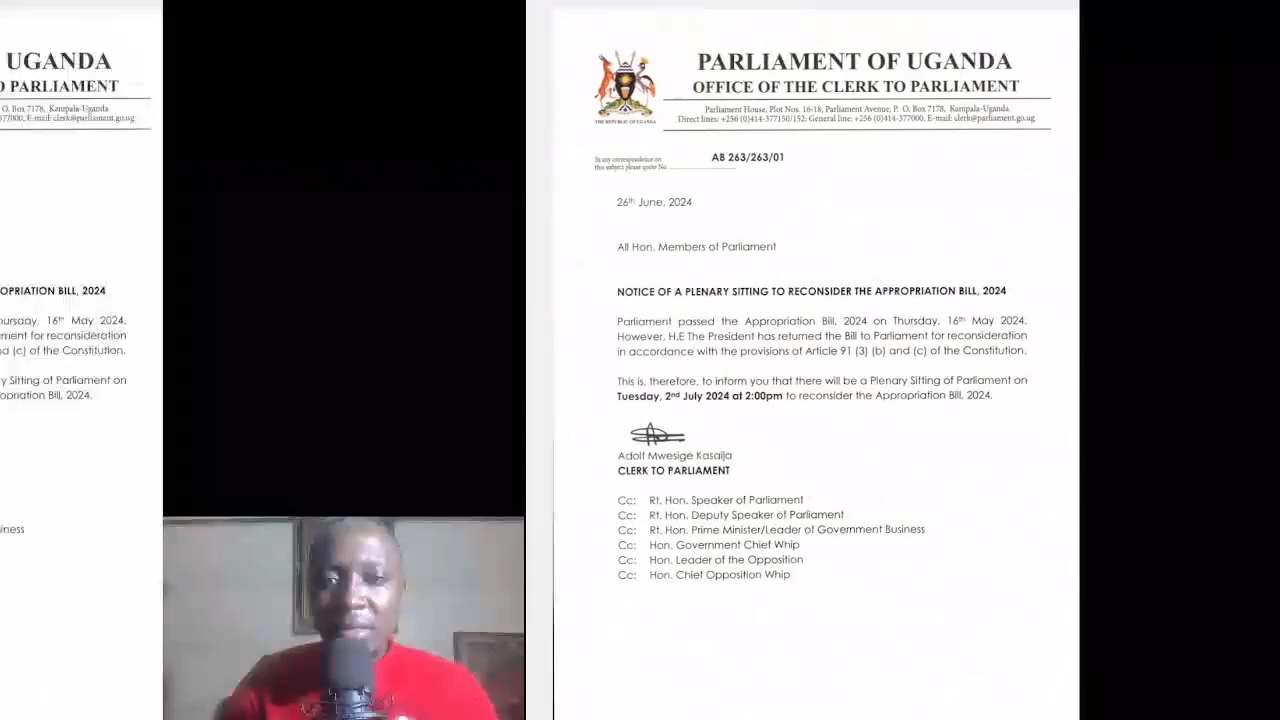 UGANDA
O PARLIAMENT
O. Box 7178, Kampala-Uganda
377000, E-mail: clerk@parliament.go.ug
OPRIATION BILL, 2024
hursday, 16th May 2024.
ment for reconsideration
d (c) of the Constitution.
y Sitting of Parliament on
opriation Bill, 2024.
iness
PARLIAMENT OF UGANDA
OFFICE OF THE CLERK TO PARLIAMENT
Parliament House, Plot Nos. 16-18, Parliament Avenue, P. O. Box 7178, Kampala-Uganda.
Direct lines: +256 (0)414-377150/152; General line: +256 (0)414-377000, E-mail: clerk@parliament.go.ug
THE REPUBLIC OF UGANDA
In any correspondence on
this subject please quote No.
AB 263/263/01
26th June, 2024
All Hon. Members of Parliament
NOTICE OF A PLENARY SITTING TO RECONSIDER THE APPROPRIATION BILL, 2024
Parliament passed the Appropriation Bill, 2024 on Thursday, 16th May 2024.
However, H.E The President has returned the Bill to Parliament for reconsideration
in accordance with the provisions of Article 91 (3) (b) and (c) of the Constitution.
This is, therefore, to inform you that there will be a Plenary Sitting of Parliament on
Tuesday, 2nd July 2024 at 2:00pm to reconsider the Appropriation Bill, 2024.
Adolf Mwesige Kasaija
CLERK TO PARLIAMENT
Cc: Rt. Hon. Speaker of Parliament
Cc: Rt. Hon. Deputy Speaker of Parliament
Cc: Rt. Hon. Prime Minister/Leader of Government Business
Cc: Hon. Government Chief Whip
Cc: Hon. Leader of the Opposition
Cc: Hon. Chief Opposition Whip